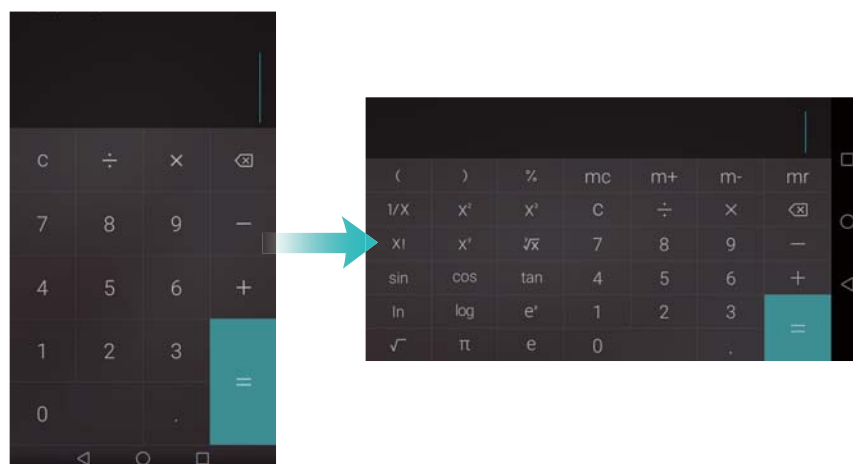 C ÷ ×
7 8 9 −
4 5 6 +
1 2 3 =
0 .
( ) % mc m+ m- mr
1/X X² X³ C ÷ ×
X! Xʸ ʸ√x 7 8 9 −
sin cos tan 4 5 6 +
ln log eˣ 1 2 3 =
√ π e 0 .